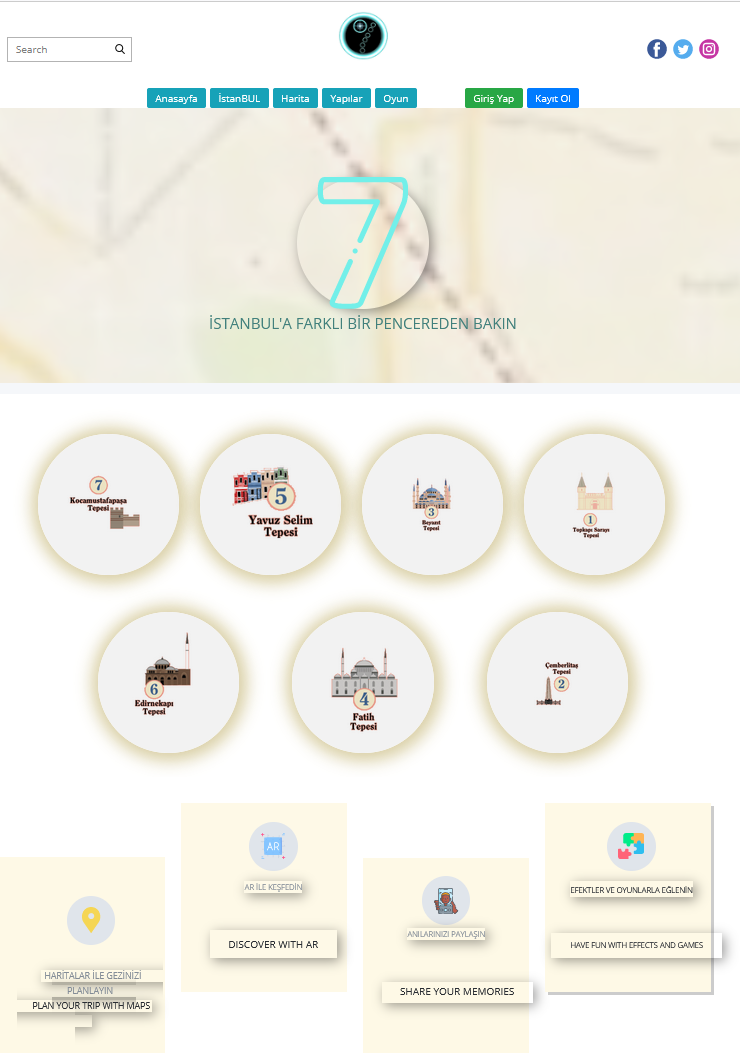 Search
Anasayfa İstanBUL Harita Yapılar Oyun Giriş Yap Kayıt Ol
7
İSTANBUL'A FARKLI BİR PENCEREDEN BAKIN
7
Kocamustafapaşa
Tepesi
5
Yavuz Selim
Tepesi
3
Beyazıt
Tepesi
1
Topkapı Sarayı
Tepesi
6
Edirnekapı
Tepesi
4
Fatih
Tepesi
Çemberlitaş
Tepesi
2
HARİTALAR İLE GEZİNİZİ
PLANLAYIN
PLAN YOUR TRIP WITH MAPS
AR
AR İLE KEŞFEDİN
DISCOVER WITH AR
ANILARINIZI PAYLAŞIN
SHARE YOUR MEMORIES
EFEKTLER VE OYUNLARLA EĞLENİN
HAVE FUN WITH EFFECTS AND GAMES